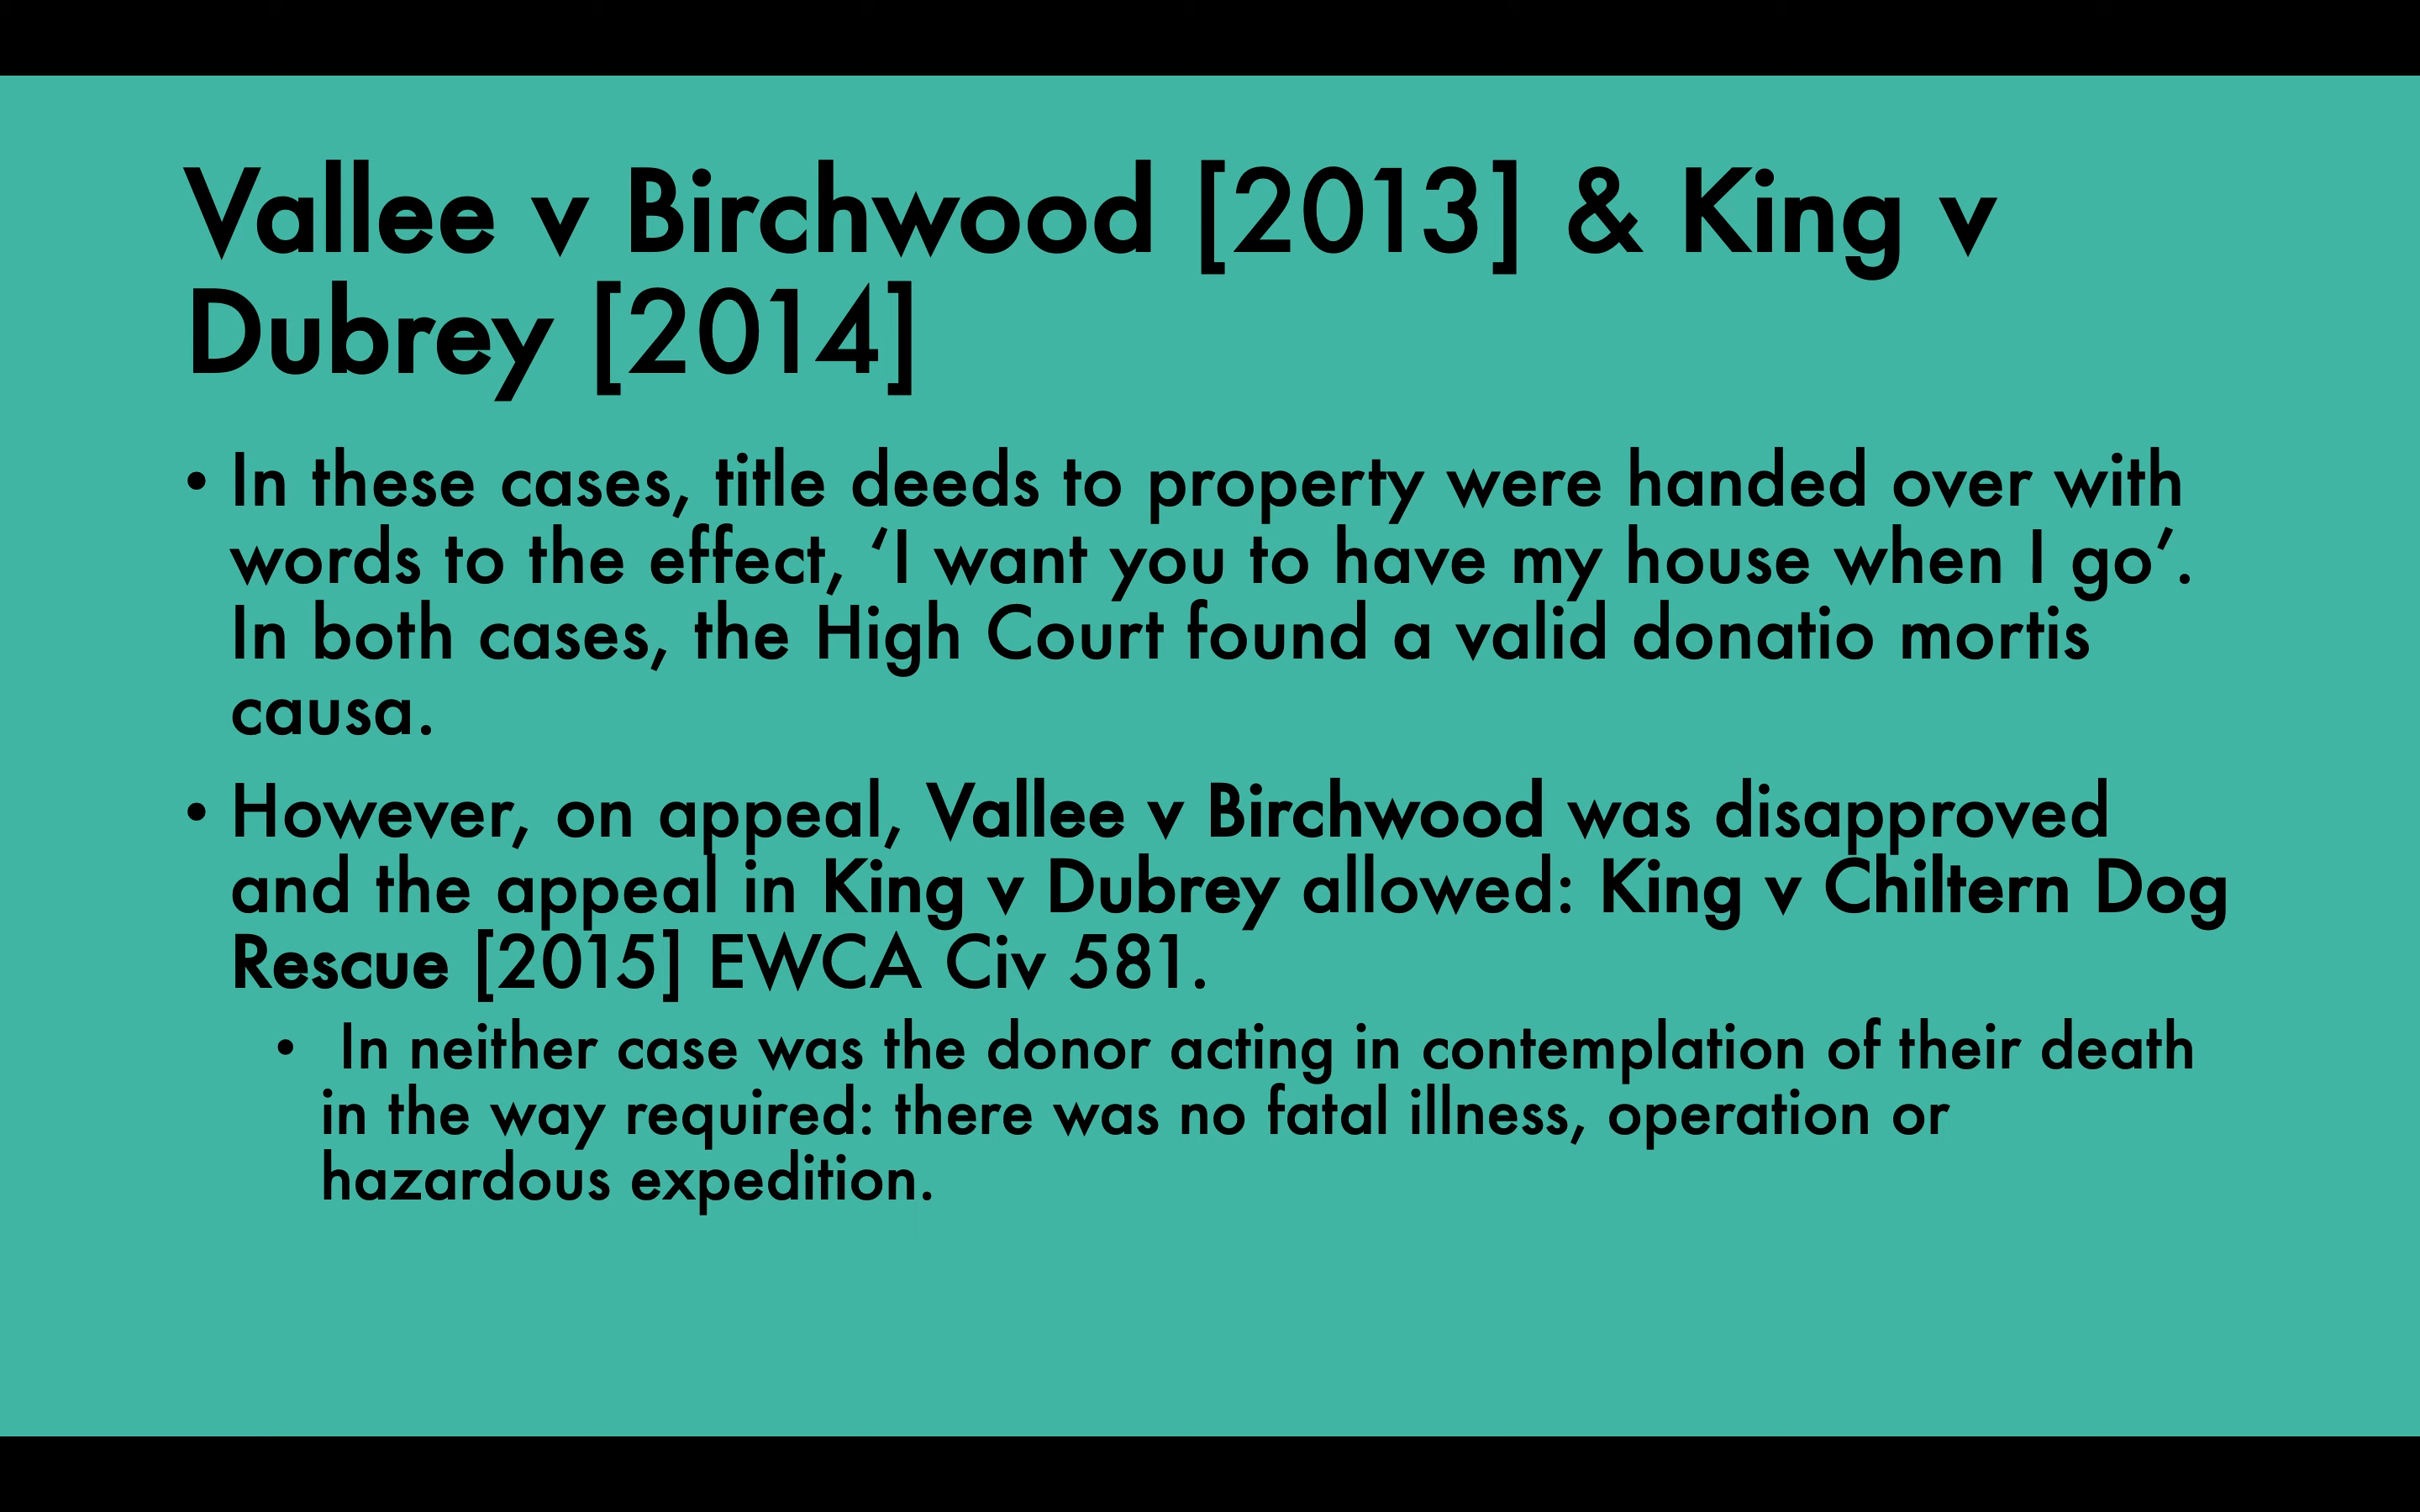 Vallee v Birchwood [2013] & King v
Dubrey [2014]
• In these cases, title deeds to property were handed over with
words to the effect, ‘I want you to have my house when I go’.
In both cases, the High Court found a valid donatio mortis
causa.
• However, on appeal, Vallee v Birchwood was disapproved
and the appeal in King v Dubrey allowed: King v Chiltern Dog
Rescue [2015] EWCA Civ 581.
• In neither case was the donor acting in contemplation of their death
in the way required: there was no fatal illness, operation or
hazardous expedition.